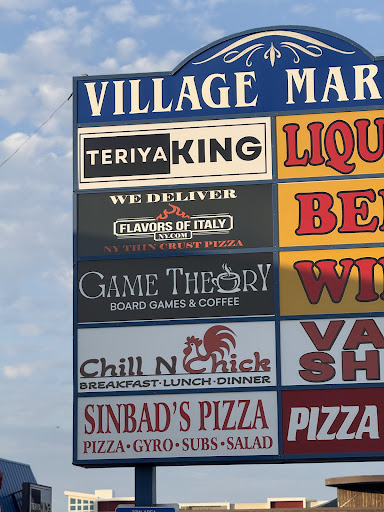 VILLAGE MAR
TERIYAKING
LIQU
WE DELIVER
FLAVORS OF ITALY
NY.COM
NY THIN CRUST PIZZA
BE
GAME THEORY
BOARD GAMES & COFFEE
WI
Chill N Chick
BREAKFAST·LUNCH·DINNER
VA
SH
SINBAD'S PIZZA
PIZZA·GYRO·SUBS·SALAD
PIZZA